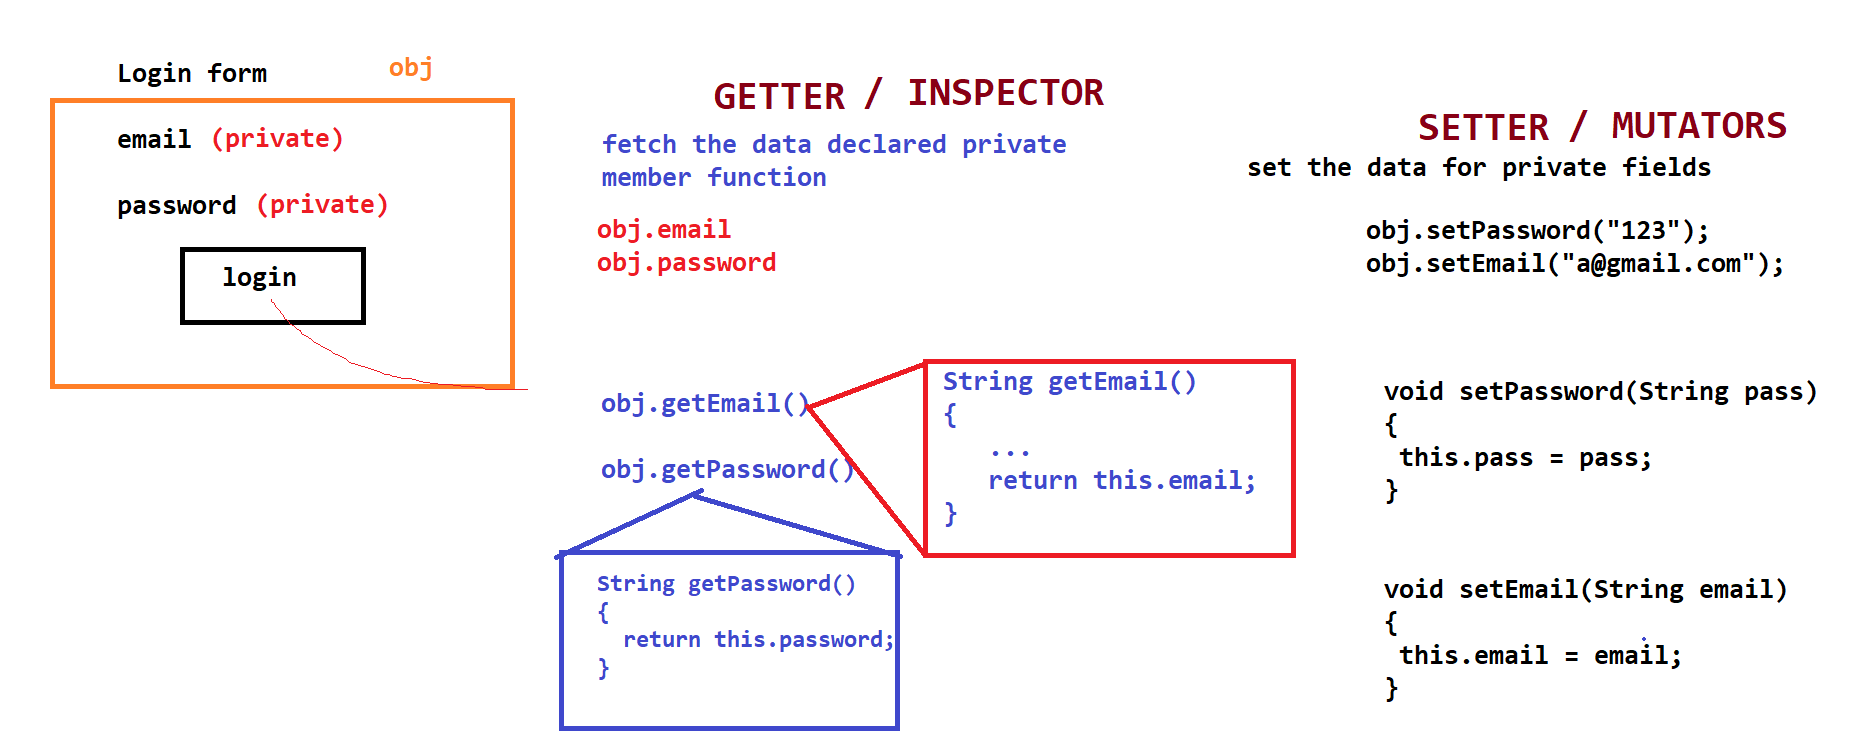 Login form
obj
email (private)
password (private)
login
GETTER / INSPECTOR
fetch the data declared private
member function
obj.email
obj.password
obj.getEmail()
obj.getPassword()
String getEmail()
{
...
return this.email;
}
String getPassword()
{
return this.password;
}
SETTER / MUTATORS
set the data for private fields
obj.setPassword("123");
obj.setEmail("a@gmail.com");
void setPassword(String pass)
{
this.pass = pass;
}
void setEmail(String email)
{
this.email = email;
}